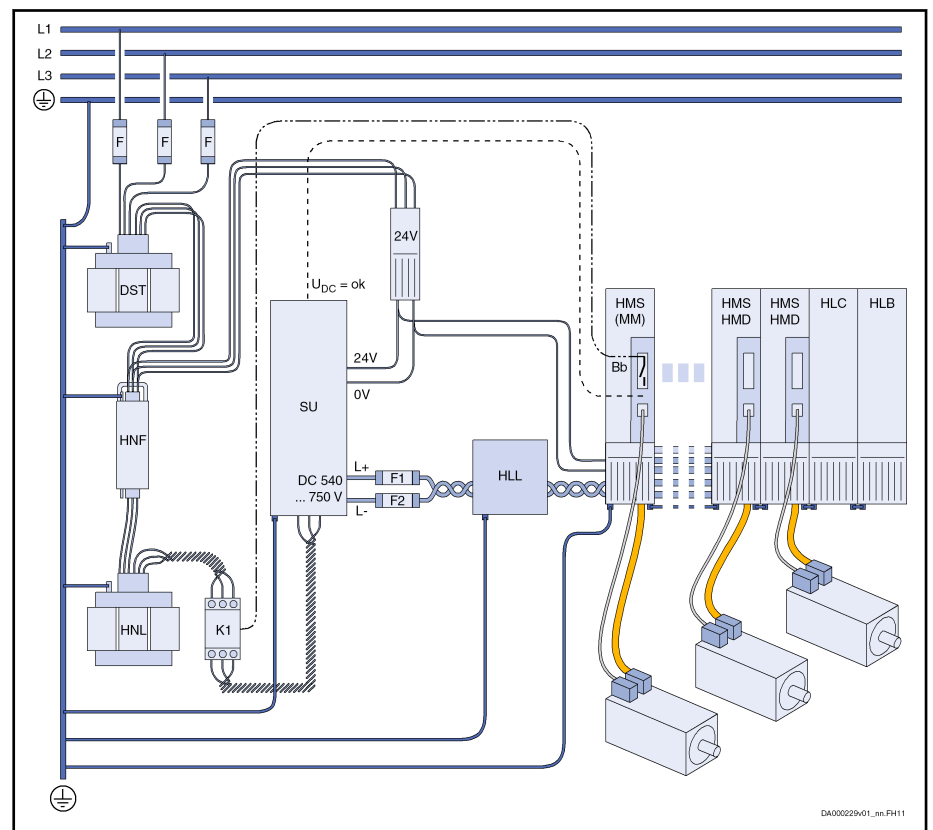 L1
L2
L3
F
F
F
24V
DST
U_DC = ok
HMS
(MM)
HMS
HMD
HMS
HMD
HLC
HLB
24V
Bb
0V
SU
HNF
L+
DC 540
... 750 V
F1
F2
L-
HLL
HNL
K1
DA000229v01_nn.FH11